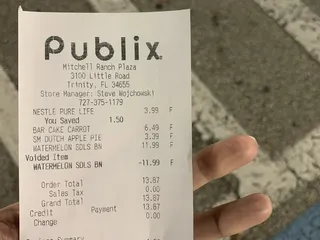 Publix
Mitchell Ranch Plaza
3100 Little Road
Trinity, FL 34655
Store Manager: Steve Wojchowski
727-375-1179
NESTLE PURE LIFE 3.99 F
You Saved 1.50
BAR CAKE CARROT 6.49 F
SM DUTCH APPLE PIE 3.39 F
WATERMELON SDLS BN 11.99 F
Voided Item
WATERMELON SDLS BN -11.99 F
Order Total 13.87
Sales Tax 0.00
Grand Total 13.87
Credit Payment 13.87
Change 0.00